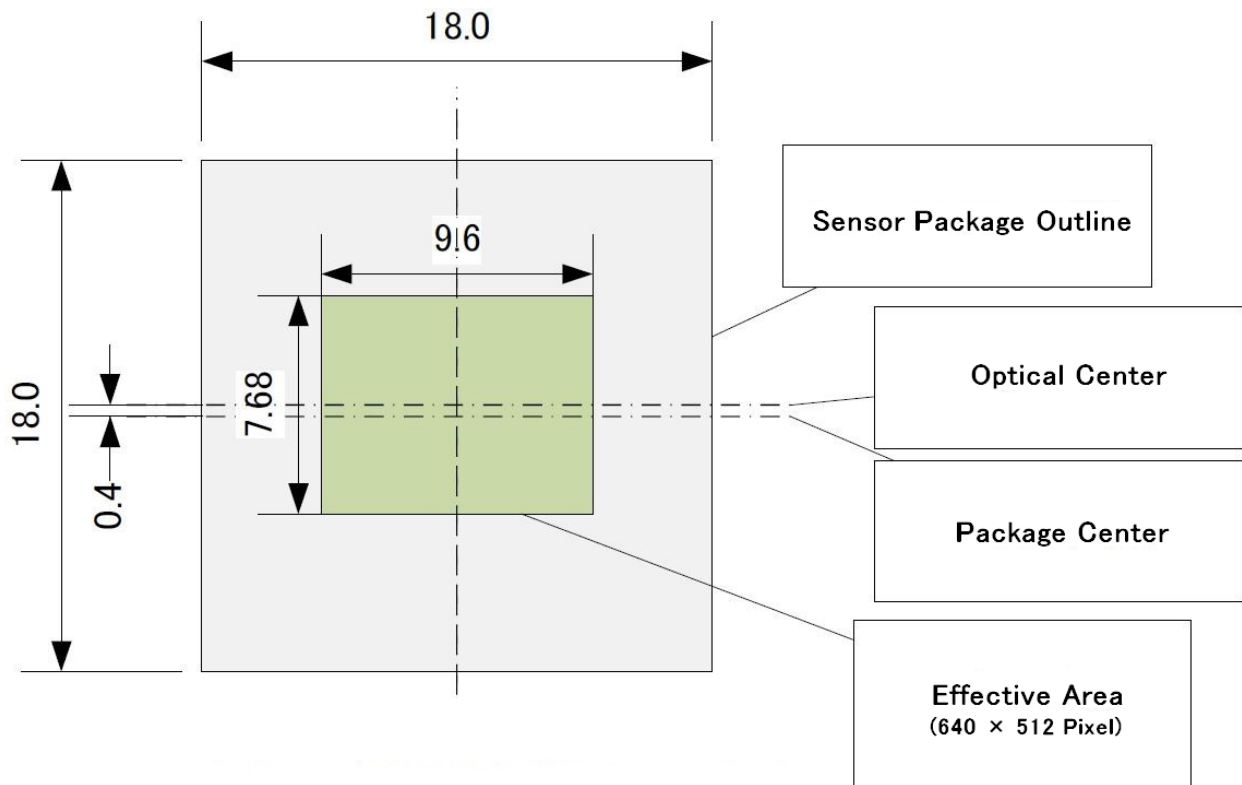 18.0
Sensor Package Outline
9.6
Optical Center
7.68
18.0
0.4
Package Center
Effective Area
(640 × 512 Pixel)